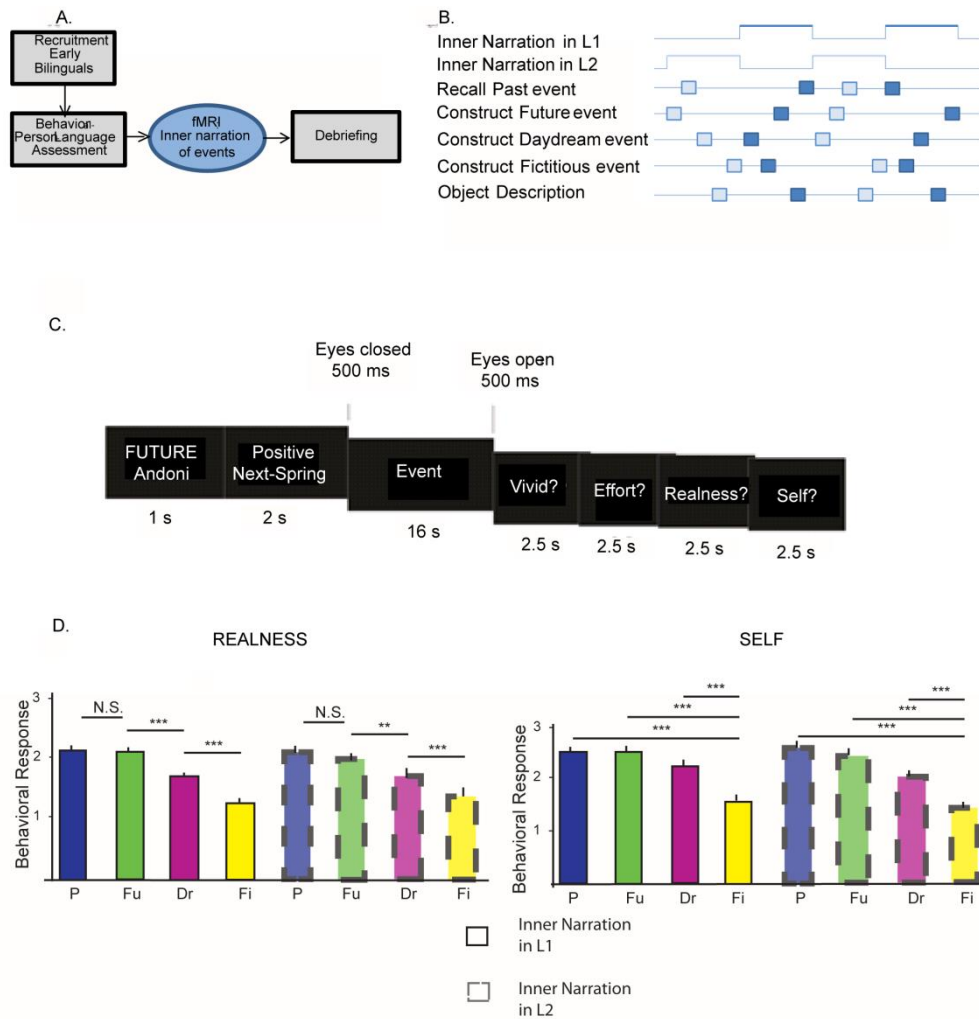 A.
Recruitment
Early
Bilinguals
Behavior-
Person Language
Assessment
fMRI
Inner narration
of events
Debriefing
B.
Inner Narration in L1
Inner Narration in L2
Recall Past event
Construct Future event
Construct Daydream event
Construct Fictitious event
Object Description
C.
Eyes closed
500 ms
Eyes open
500 ms
FUTURE
Andoni
Positive
Next-Spring
Event
Vivid?
Effort?
Realness?
Self?
1 s
2 s
16 s
2.5 s
2.5 s
2.5 s
2.5 s
D.
REALNESS
Behavioral Response
3
2
1
N.S.
***
***
N.S.
**
***
P Fu Dr Fi P Fu Dr Fi
SELF
Behavioral Response
3
2
1
***
***
***
***
***
***
P Fu Dr Fi P Fu Dr Fi
Inner Narration
in L1
Inner Narration
in L2